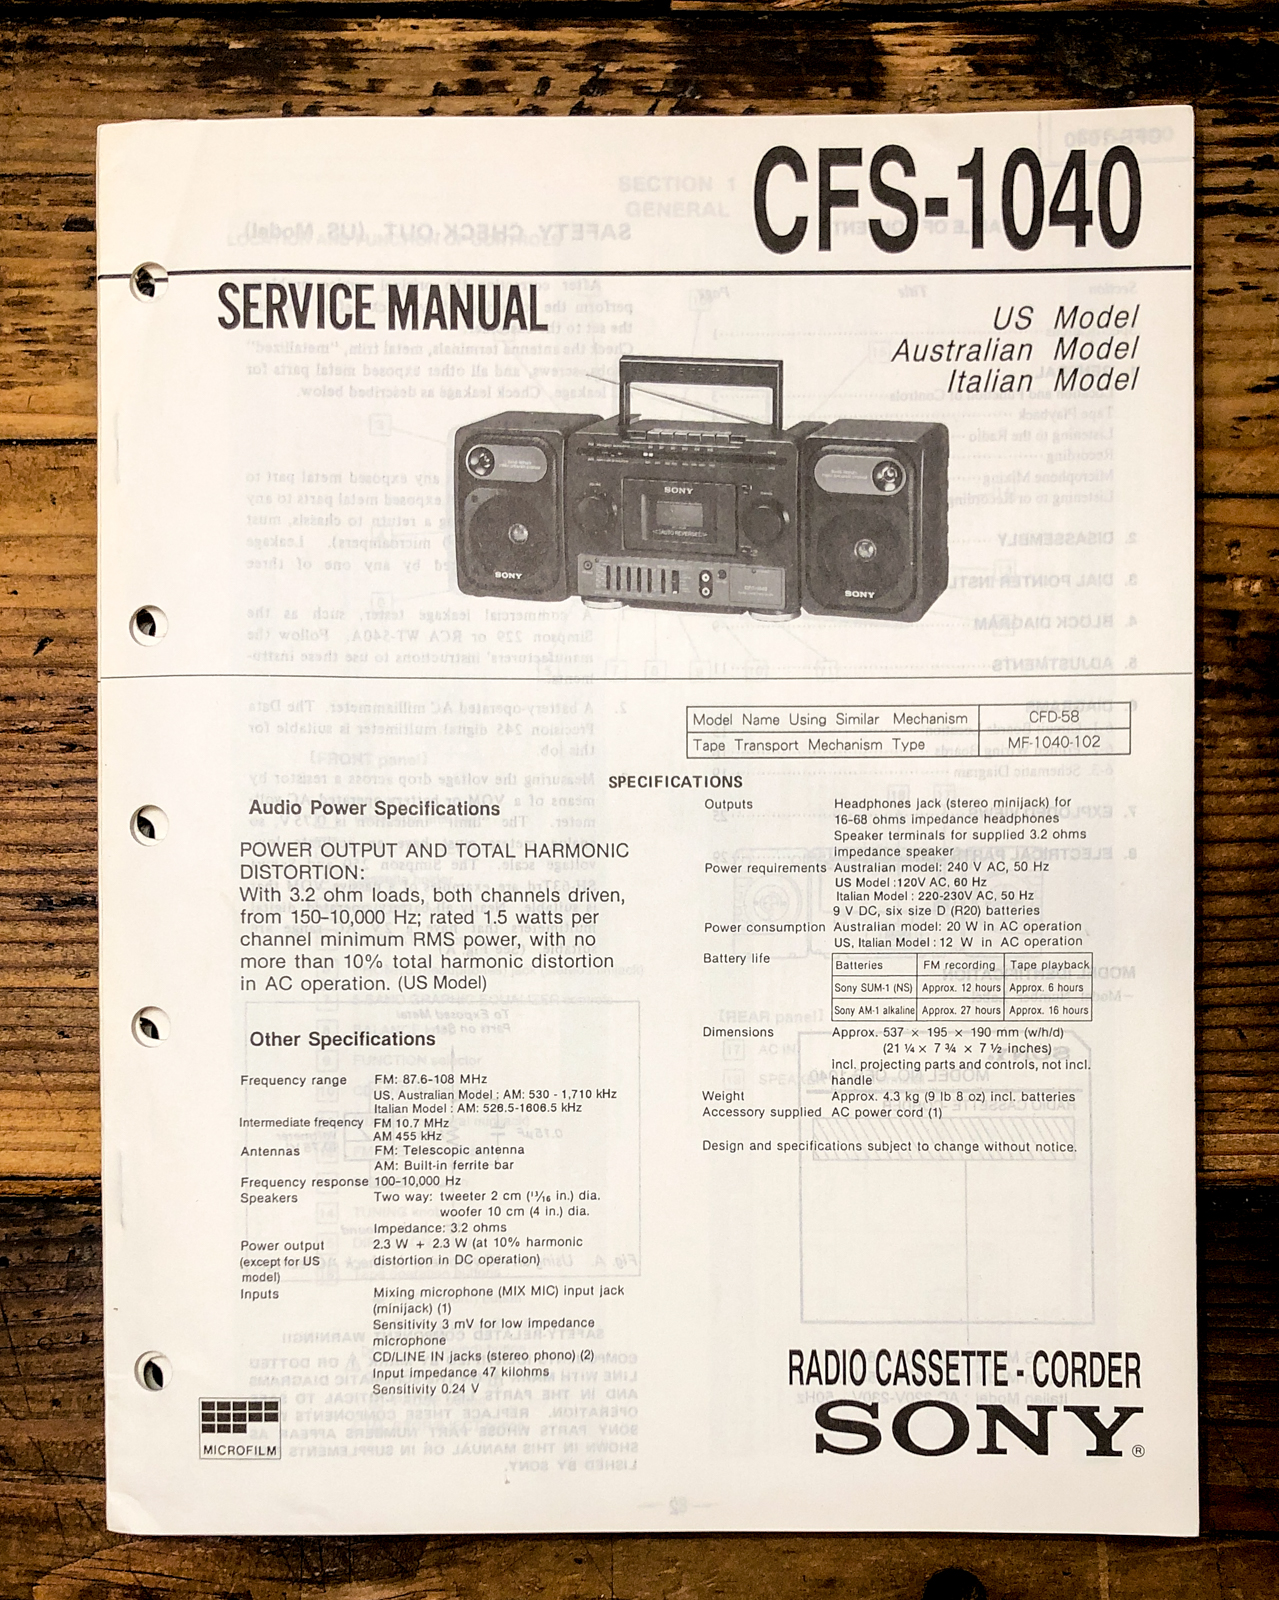 CFS-1040
SERVICE MANUAL
US Model
Australian Model
Italian Model
SONY
SONY
SONY
Model Name Using Similar Mechanism CFD-58
Tape Transport Mechanism Type MF-1040-102
SPECIFICATIONS
Audio Power Specifications
POWER OUTPUT AND TOTAL HARMONIC
DISTORTION:
With 3.2 ohm loads, both channels driven,
from 150-10,000 Hz; rated 1.5 watts per
channel minimum RMS power, with no
more than 10% total harmonic distortion
in AC operation. (US Model)
Other Specifications
Frequency range FM: 87.6-108 MHz
US, Australian Model : AM: 530 - 1,710 kHz
Italian Model : AM: 526.5-1606.5 kHz
Intermediate freqency FM 10.7 MHz
AM 455 kHz
Antennas FM: Telescopic antenna
AM: Built-in ferrite bar
Frequency response 100-10,000 Hz
Speakers Two way: tweeter 2 cm (13/16 in.) dia.
woofer 10 cm (4 in.) dia.
Impedance: 3.2 ohms
Power output 2.3 W + 2.3 W (at 10% harmonic
(except for US distortion in DC operation)
model)
Inputs Mixing microphone (MIX MIC) input jack
(minijack) (1)
Sensitivity 3 mV for low impedance
microphone
CD/LINE IN jacks (stereo phono) (2)
Input impedance 47 kilohms
Sensitivity 0.24 V
MICROFILM
Outputs Headphones jack (stereo minijack) for
16-68 ohms impedance headphones
Speaker terminals for supplied 3.2 ohms
impedance speaker
Power requirements Australian model: 240 V AC, 50 Hz
US Model :120V AC, 60 Hz
Italian Model : 220-230V AC, 50 Hz
9 V DC, six size D (R20) batteries
Power consumption Australian model: 20 W in AC operation
US, Italian Model : 12 W in AC operation
Battery life
Batteries FM recording Tape playback
Sony SUM-1 (NS) Approx. 12 hours Approx. 6 hours
Sony AM-1 alkaline Approx. 27 hours Approx. 16 hours
Dimensions Approx. 537 × 195 × 190 mm (w/h/d)
(21 ¼ × 7 ¾ × 7 ½ inches)
incl. projecting parts and controls, not incl.
handle
Weight Approx. 4.3 kg (9 lb 8 oz) incl. batteries
Accessory supplied AC power cord (1)
Design and specifications subject to change without notice.
RADIO CASSETTE - CORDER
SONY®